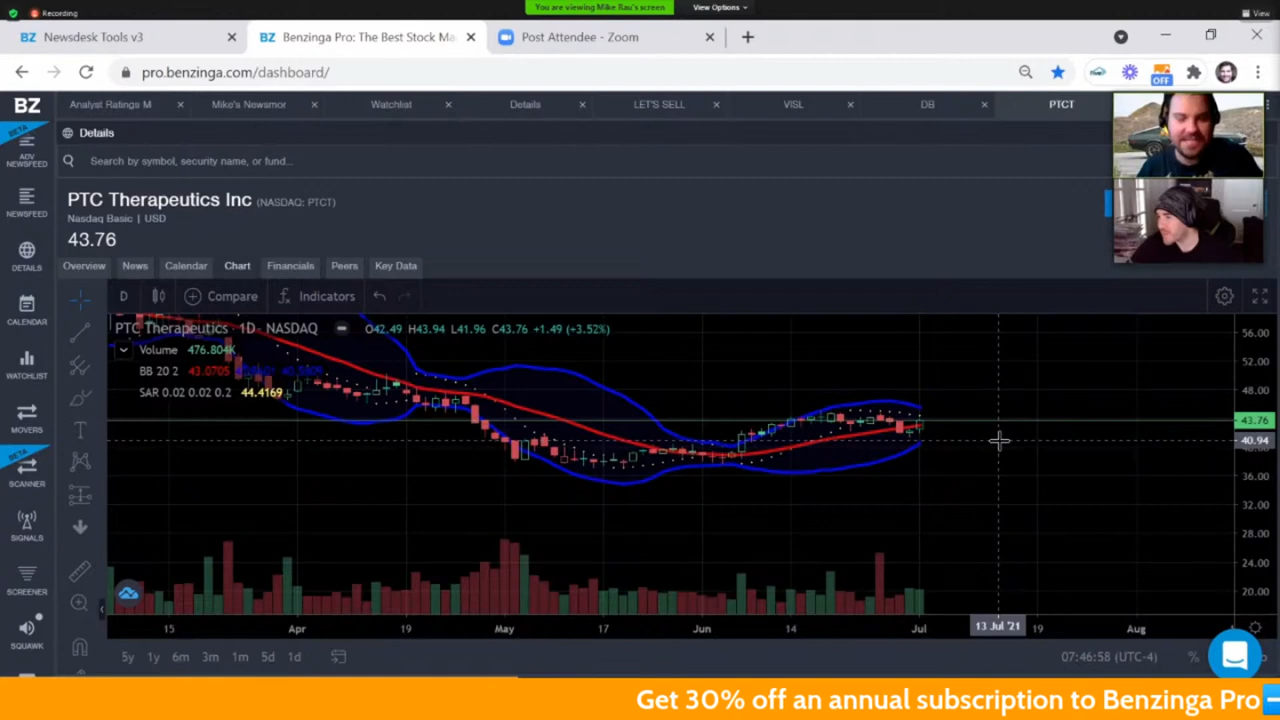 Recording
You are viewing Mike Rau's screen
View Options
View
BZ Newsdesk Tools v3
BZ Benzinga Pro: The Best Stock Ma
Post Attendee - Zoom
pro.benzinga.com/dashboard/
OFF
BZ
Analyst Ratings M
Mike's Newsmor
Watchlist
Details
LET'S SELL
VISL
DB
PTCT
Details
Search by symbol, security name, or fund...
PTC Therapeutics Inc (NASDAQ: PTCT)
Nasdaq Basic | USD
43.76
Overview
News
Calendar
Chart
Financials
Peers
Key Data
BETA
ADV
NEWSFEED
NEWSFEED
DETAILS
CALENDAR
WATCHLIST
MOVERS
BETA
SCANNER
SIGNALS
SCREENER
SQUAWK
D
Compare
Indicators
PTC Therapeutics · 1D · NASDAQ
O42.49 H43.94 L41.96 C43.76 +1.49 (+3.52%)
Volume 476.804K
BB 20 2 43.0705
SAR 0.02 0.02 0.2 44.4169
56.00
52.00
48.00
43.76
40.94
36.00
32.00
28.00
24.00
20.00
15
Apr
19
May
17
Jun
14
Jul
13 Jul '21
19
Aug
5y
1y
6m
3m
1m
5d
1d
07:46:58 (UTC-4)
%
Get 30% off an annual subscription to Benzinga Pro